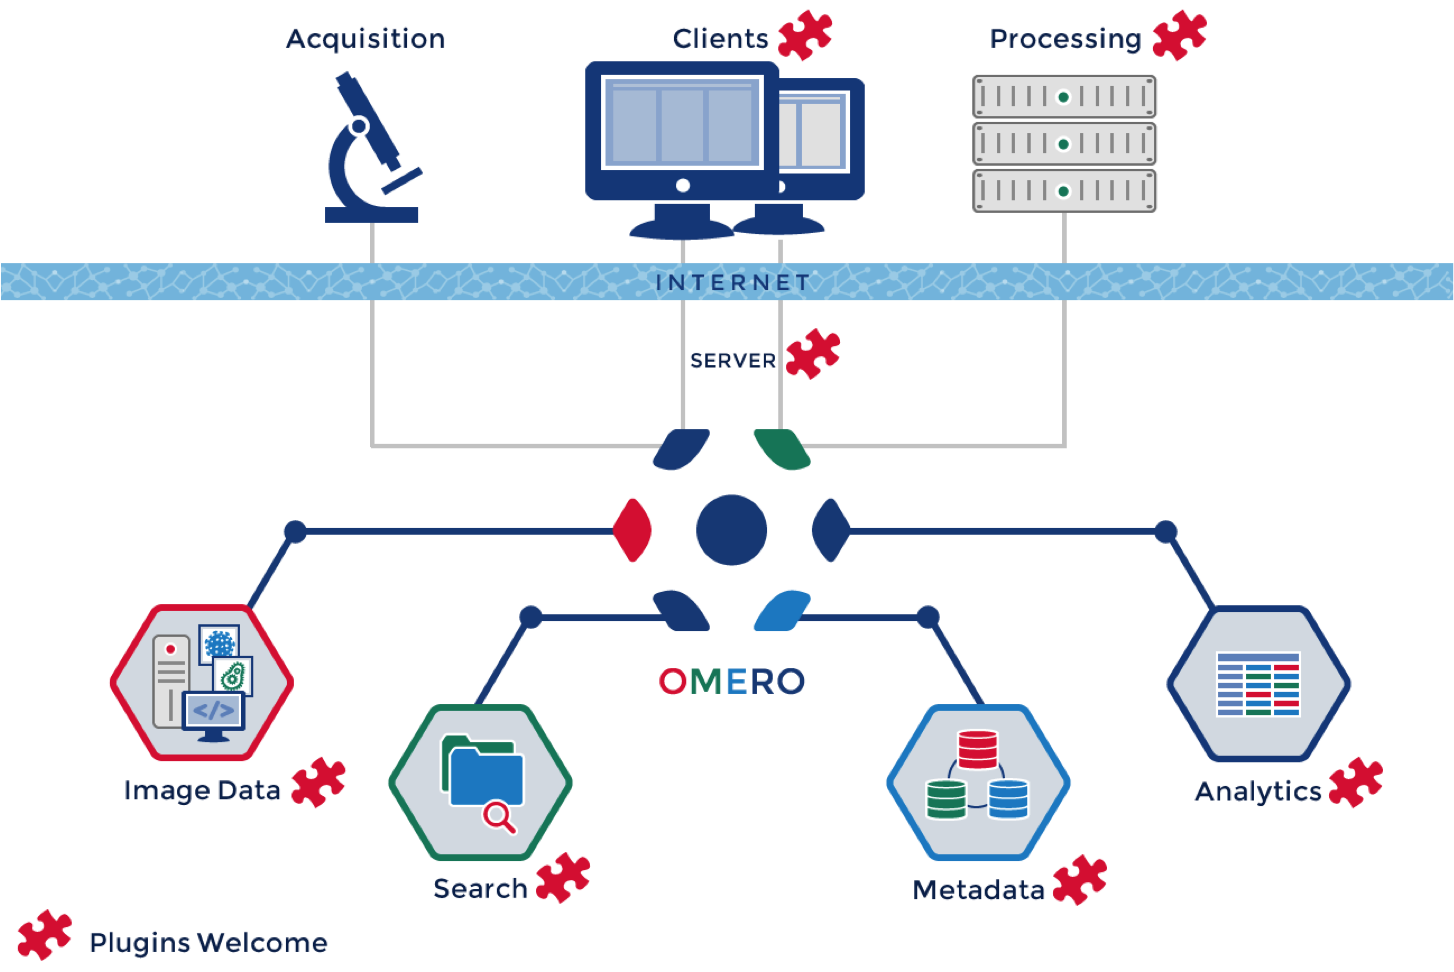 Acquisition
Clients
Processing
INTERNET
SERVER
OMERO
Image Data
Search
Metadata
Analytics
Plugins Welcome